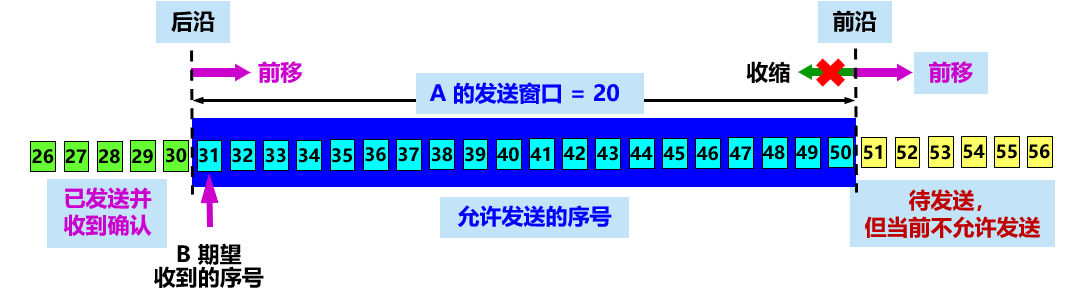 后沿
前沿
前移
收缩
前移
A 的发送窗口 = 20
26 27 28 29 30 31 32 33 34 35 36 37 38 39 40 41 42 43 44 45 46 47 48 49 50 51 52 53 54 55 56
已发送并
收到确认
允许发送的序号
待发送，
但当前不允许发送
B 期望
收到的序号